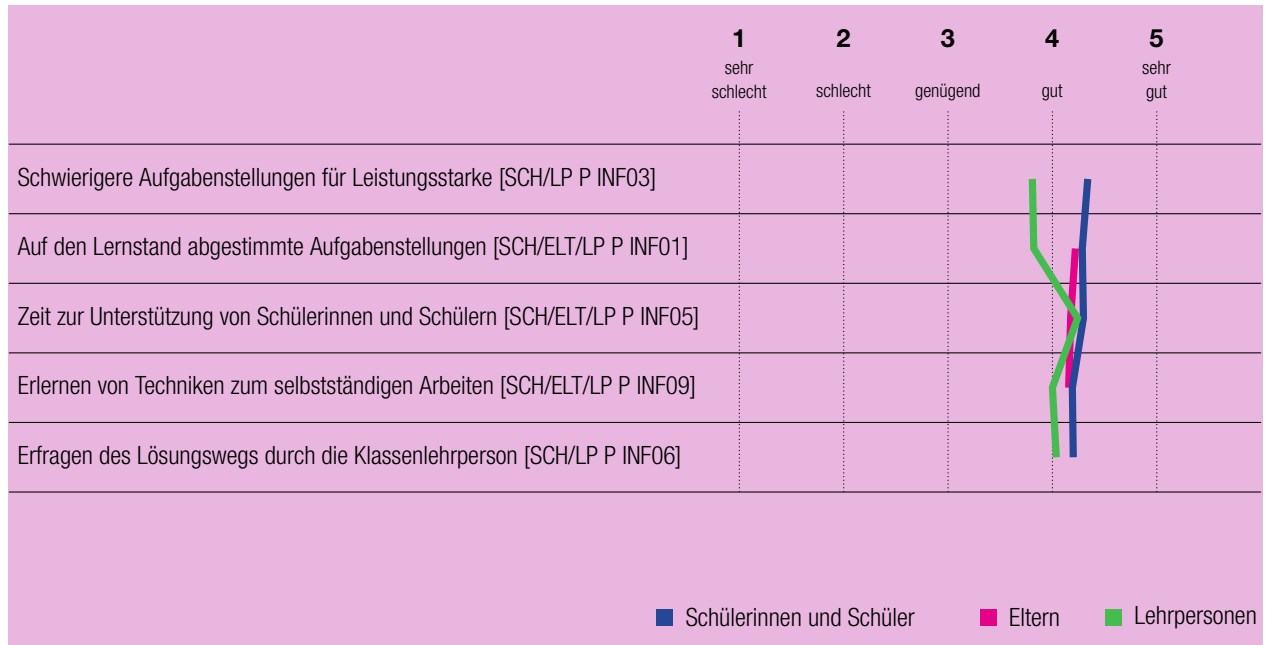 1 2 3 4 5
sehr schlecht schlecht genügend gut sehr gut
Schwierigere Aufgabenstellungen für Leistungsstarke [SCH/LP P INF03]
Auf den Lernstand abgestimmte Aufgabenstellungen [SCH/ELT/LP P INF01]
Zeit zur Unterstützung von Schülerinnen und Schülern [SCH/ELT/LP P INF05]
Erlernen von Techniken zum selbstständigen Arbeiten [SCH/ELT/LP P INF09]
Erfragen des Lösungswegs durch die Klassenlehrperson [SCH/LP P INF06]
Schülerinnen und Schüler Eltern Lehrpersonen